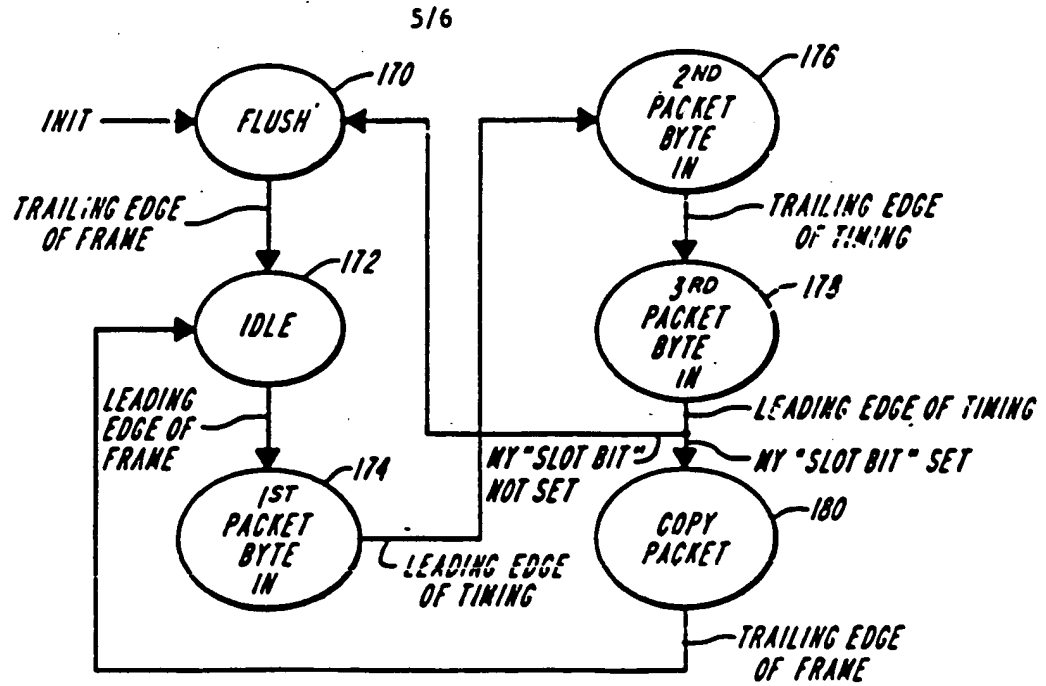 5/6
170
INIT
FLUSH
TRAILING EDGE
OF FRAME
172
IDLE
LEADING
EDGE OF
FRAME
174
1ST
PACKET
BYTE
IN
LEADING EDGE
OF TIMING
176
2ND
PACKET
BYTE
IN
TRAILING EDGE
OF TIMING
178
3RD
PACKET
BYTE
IN
LEADING EDGE OF TIMING
MY "SLOT BIT"
NOT SET
MY "SLOT BIT" SET
180
COPY
PACKET
TRAILING EDGE
OF FRAME